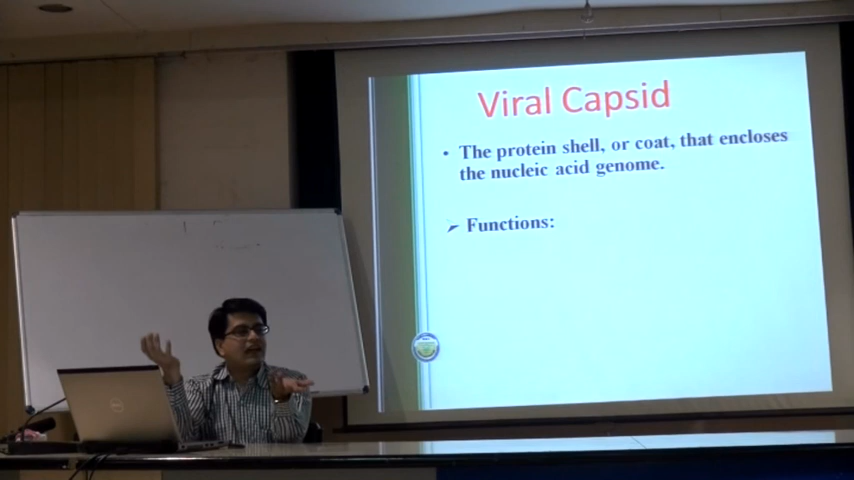 Viral Capsid
• The protein shell, or coat, that encloses
the nucleic acid genome.
➢ Functions: